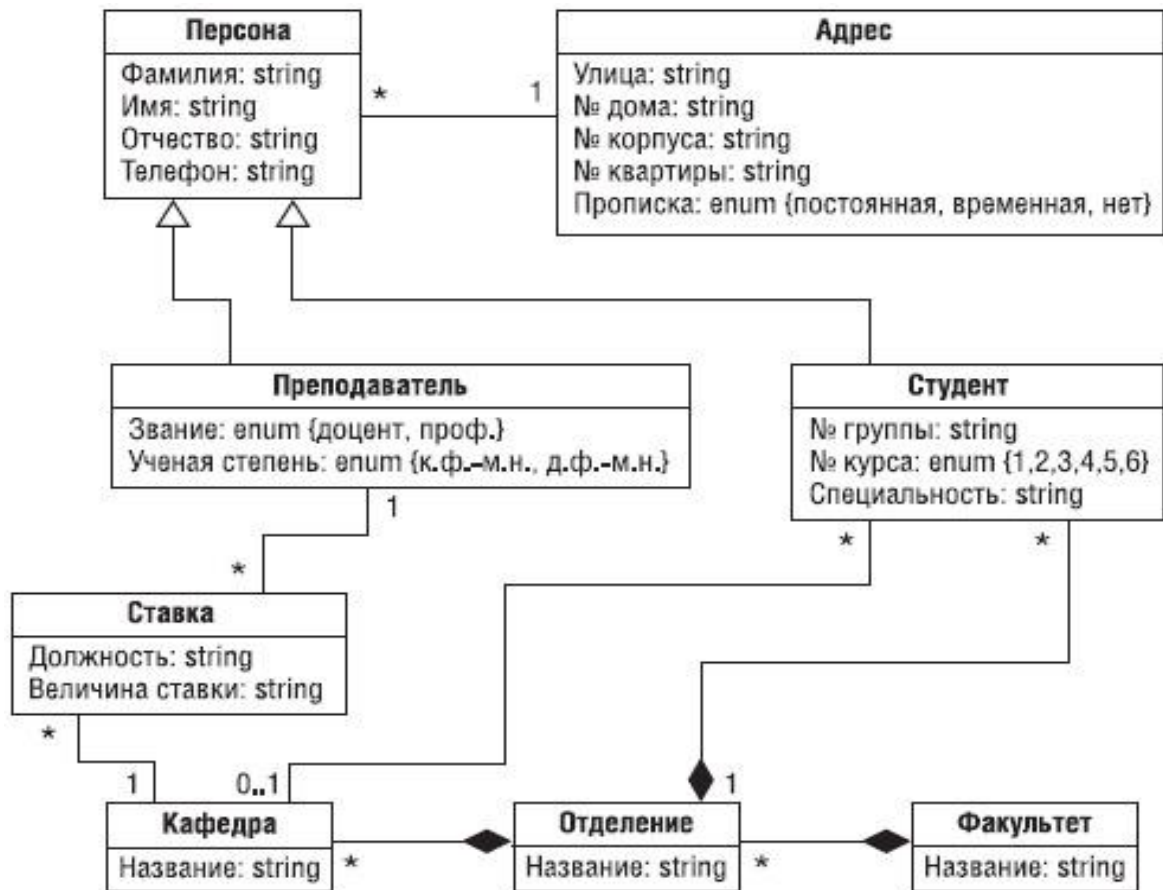 Персона
Фамилия: string
Имя: string
Отчество: string
Телефон: string
*
1
Адрес
Улица: string
№ дома: string
№ корпуса: string
№ квартиры: string
Прописка: enum {постоянная, временная, нет}
Преподаватель
Звание: enum {доцент, проф.}
Ученая степень: enum {к.ф.–м.н., д.ф.–м.н.}
1
*
Студент
№ группы: string
№ курса: enum {1,2,3,4,5,6}
Специальность: string
*
*
Ставка
Должность: string
Величина ставки: string
*
1
0..1
1
Кафедра
Название: string
*
Отделение
Название: string
*
Факультет
Название: string